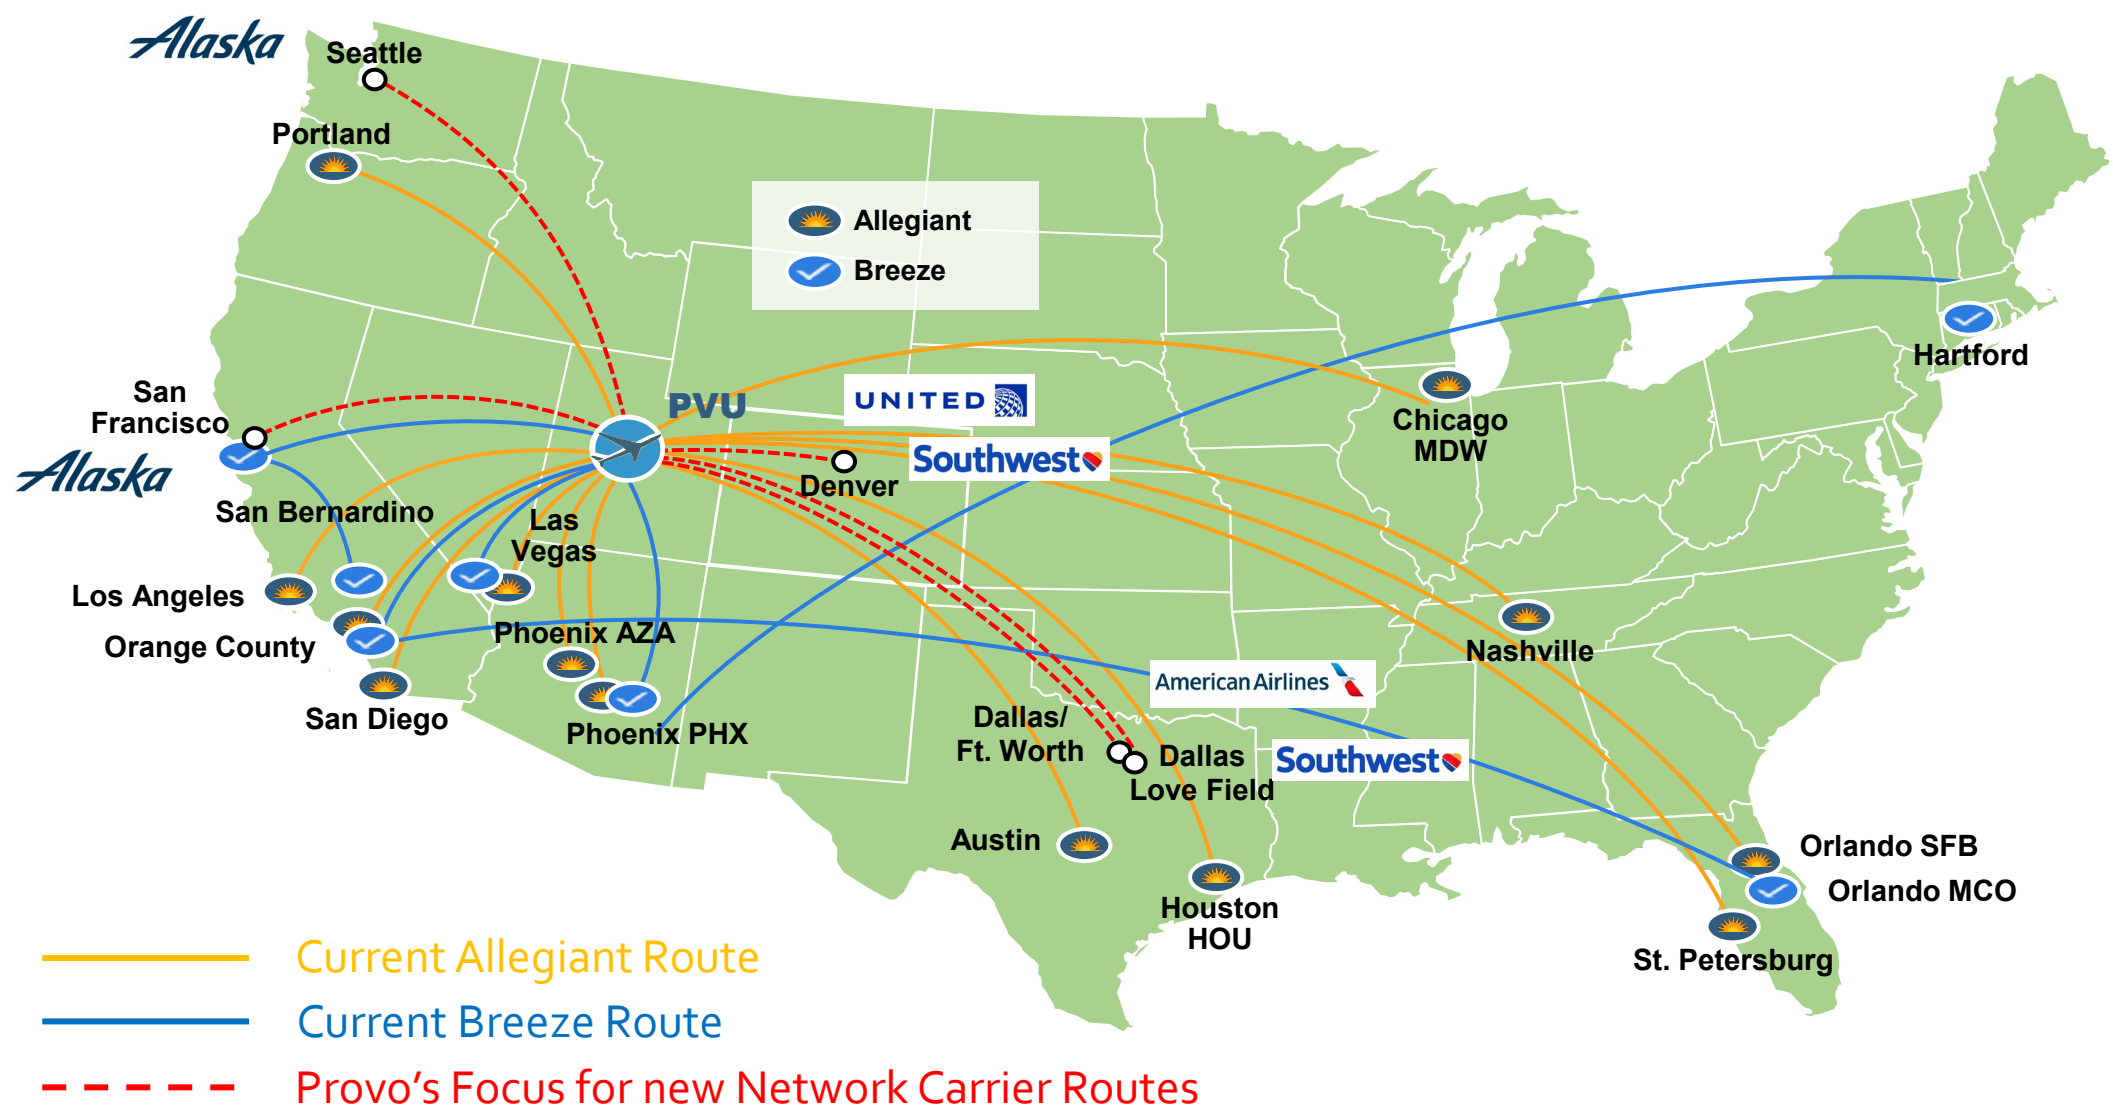 Alaska
Seattle
Portland
Allegiant
Breeze
Hartford
San
Francisco
PVU
UNITED
Chicago
MDW
Southwest
Alaska
Denver
San Bernardino
Las
Vegas
Los Angeles
Orange County
Phoenix AZA
Nashville
American Airlines
San Diego
Phoenix PHX
Dallas/
Ft. Worth
Dallas
Love Field
Southwest
Austin
Orlando SFB
Orlando MCO
Houston
HOU
St. Petersburg
Current Allegiant Route
Current Breeze Route
Provo's Focus for new Network Carrier Routes